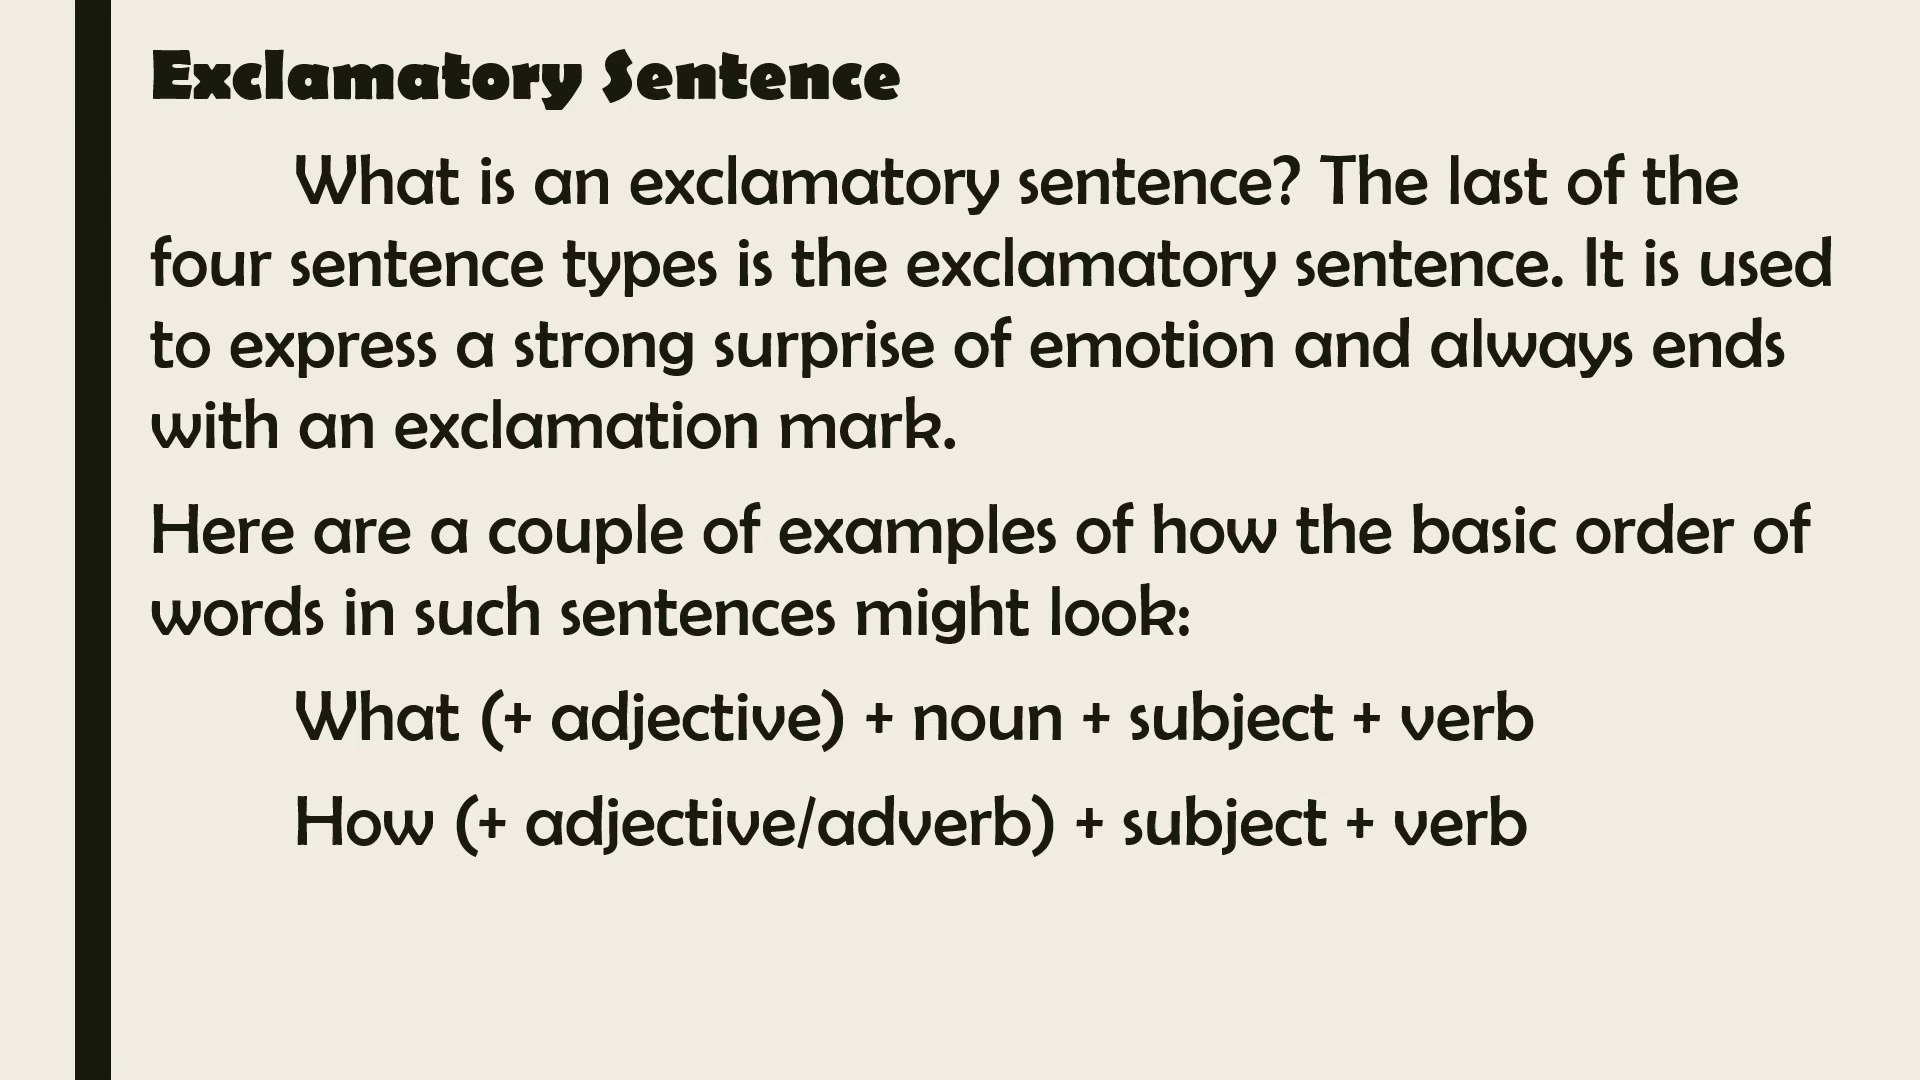 Exclamatory Sentence
What is an exclamatory sentence? The last of the
four sentence types is the exclamatory sentence. It is used
to express a strong surprise of emotion and always ends
with an exclamation mark.
Here are a couple of examples of how the basic order of
words in such sentences might look:
What (+ adjective) + noun + subject + verb
How (+ adjective/adverb) + subject + verb